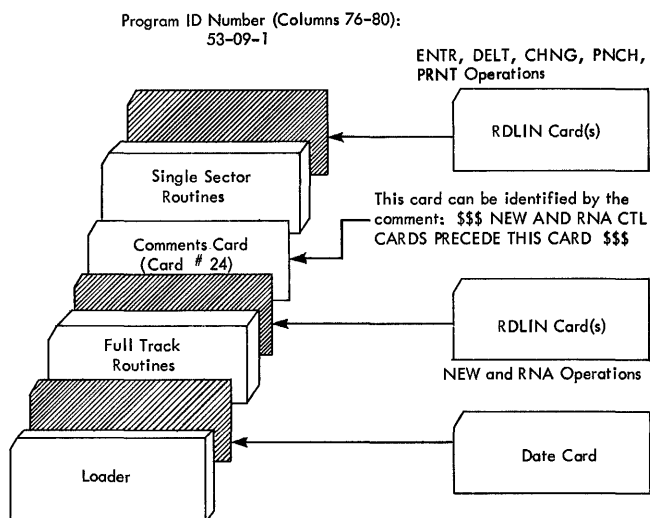 Program ID Number (Columns 76-80):
53-09-1
ENTR, DELT, CHNG, PNCH,
PRNT Operations
RDLIN Card(s)
Single Sector
Routines
This card can be identified by the
comment: $$$ NEW AND RNA CTL
CARDS PRECEDE THIS CARD $$$
Comments Card
(Card # 24)
RDLIN Card(s)
Full Track
Routines
NEW and RNA Operations
Date Card
Loader